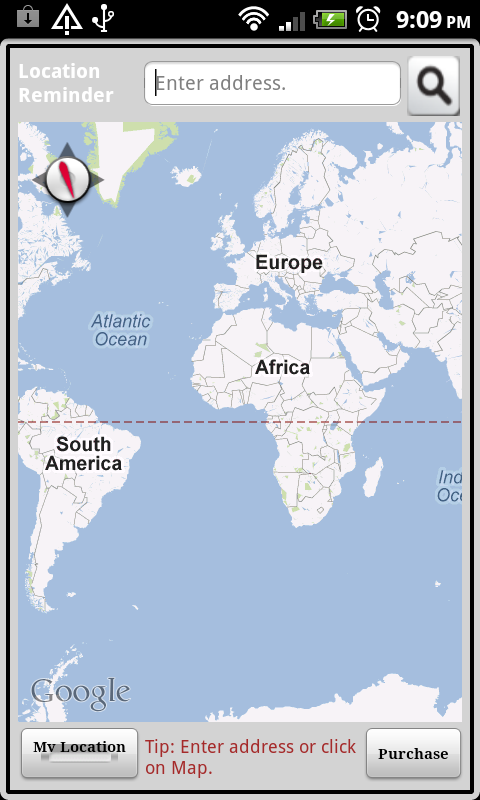 9:09 PM
Location
Reminder
Enter address.
Europe
Atlantic
Ocean
Africa
South
America
Ind
Oce
Google
My Location
Tip: Enter address or click
on Map.
Purchase